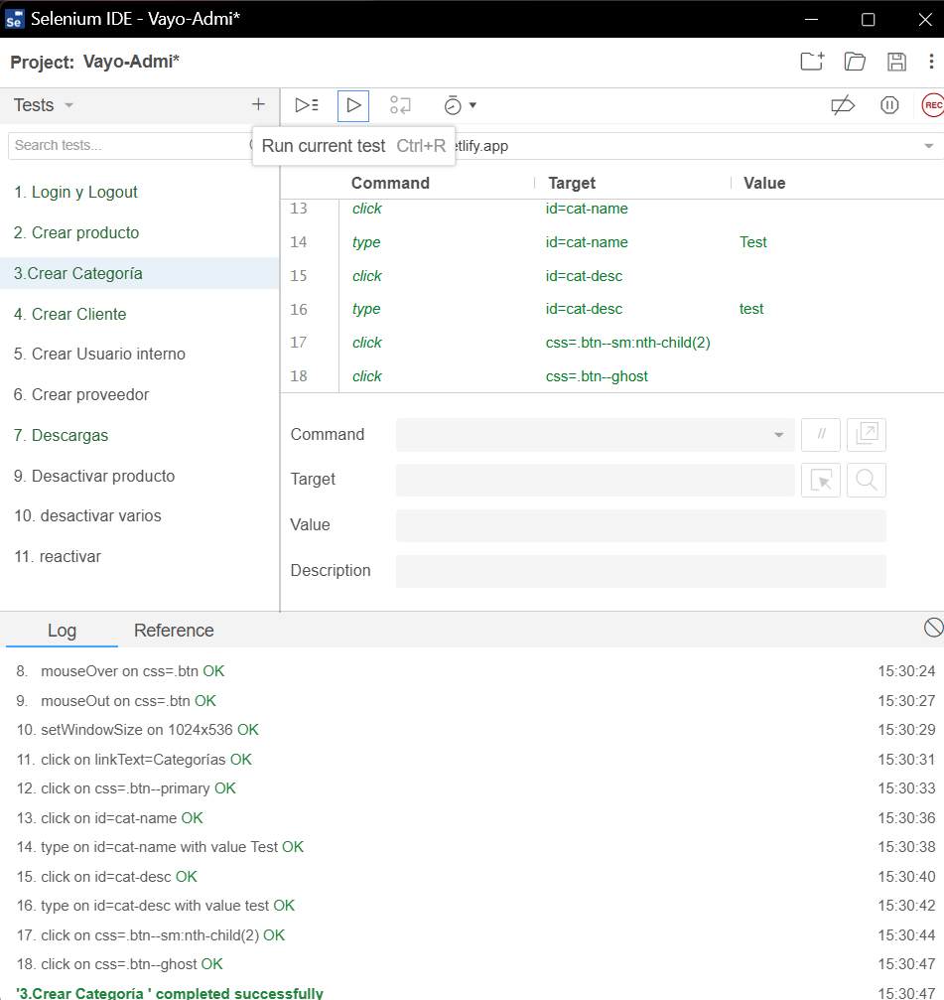 Se Selenium IDE - Vayo-Admi*
Project: Vayo-Admi*
Tests
REC
Search tests...
Run current test Ctrl+R
etlify.app
1. Login y Logout
2. Crear producto
3.Crear Categoría
4. Crear Cliente
5. Crear Usuario interno
6. Crear proveedor
7. Descargas
9. Desactivar producto
10. desactivar varios
11. reactivar
Command Target Value
13 click id=cat-name
14 type id=cat-name Test
15 click id=cat-desc
16 type id=cat-desc test
17 click css=.btn--sm:nth-child(2)
18 click css=.btn--ghost
Command //
Target
Value
Description
Log Reference
8. mouseOver on css=.btn OK 15:30:24
9. mouseOut on css=.btn OK 15:30:27
10. setWindowSize on 1024x536 OK 15:30:29
11. click on linkText=Categorías OK 15:30:31
12. click on css=.btn--primary OK 15:30:33
13. click on id=cat-name OK 15:30:36
14. type on id=cat-name with value Test OK 15:30:38
15. click on id=cat-desc OK 15:30:40
16. type on id=cat-desc with value test OK 15:30:42
17. click on css=.btn--sm:nth-child(2) OK 15:30:44
18. click on css=.btn--ghost OK 15:30:47
'3.Crear Categoría ' completed successfully 15:30:47